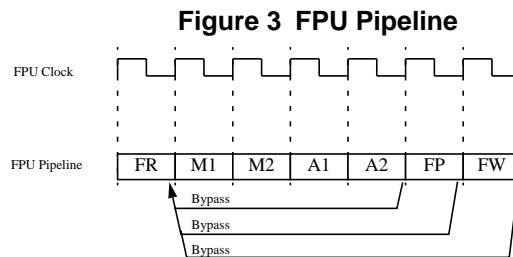 Figure 3 FPU Pipeline
FPU Clock
FPU Pipeline FR M1 M2 A1 A2 FP FW
Bypass
Bypass
Bypass